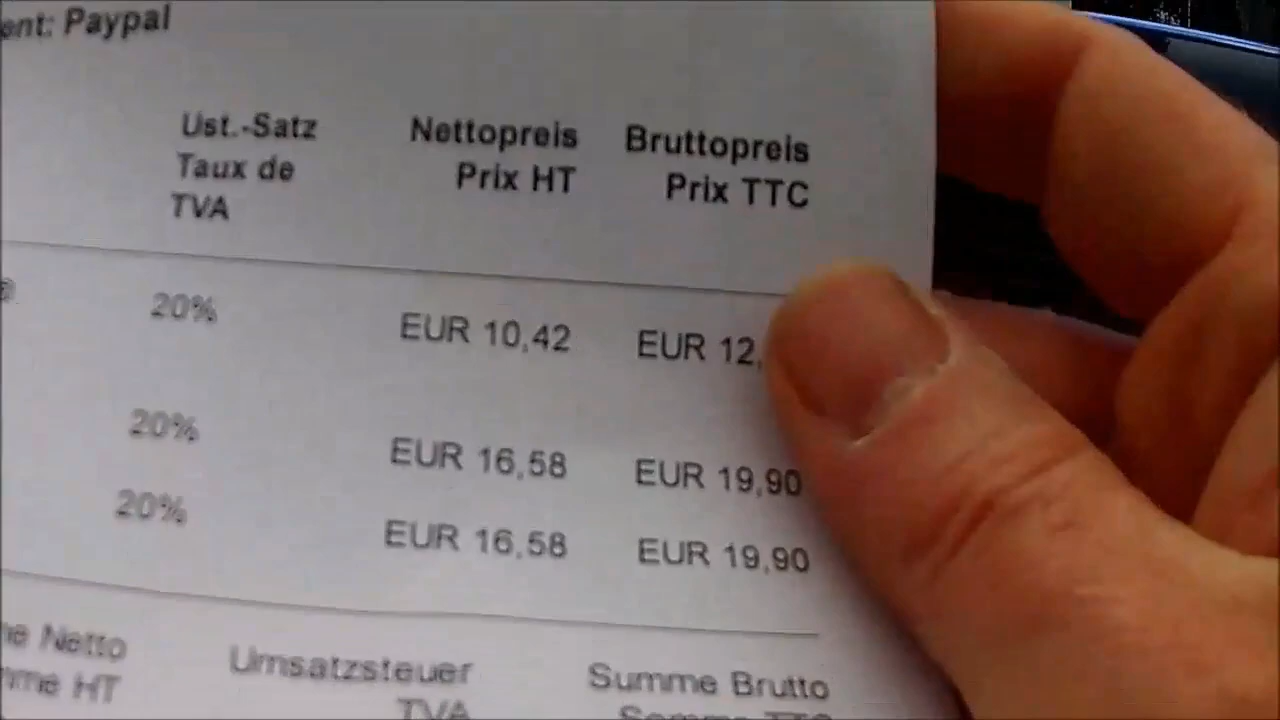 ent: Paypal
Ust.-Satz Nettopreis Bruttopreis
Taux de Prix HT Prix TTC
TVA
20% EUR 10,42 EUR 12,
20% EUR 16,58 EUR 19,90
20% EUR 16,58 EUR 19,90
me Netto Umsatzsteuer Summe Brutto
mme HT TVA Somme TTC